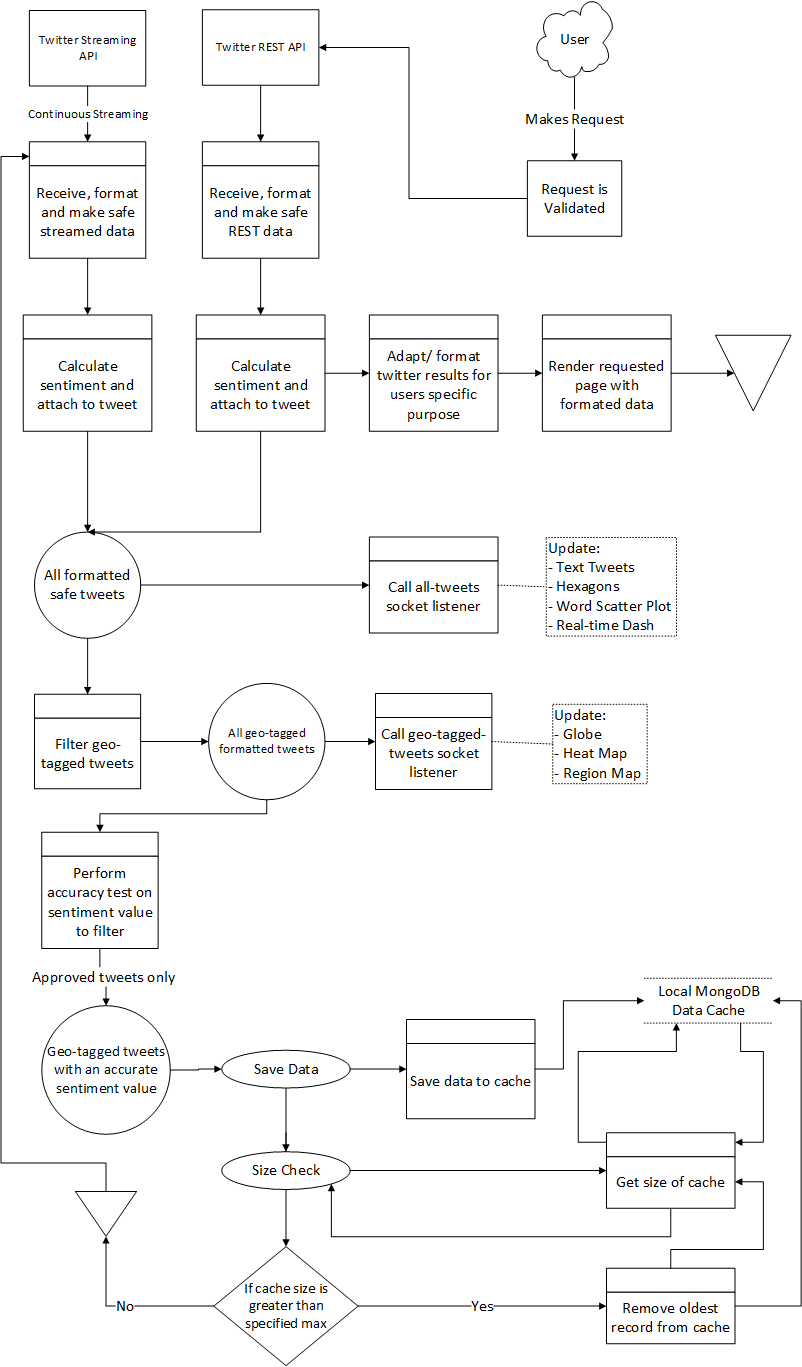 Twitter Streaming
API
Twitter REST API
User
Continuous Streaming
Makes Request
Receive, format
and make safe
streamed data
Receive, format
and make safe
REST data
Request is
Validated
Calculate
sentiment and
attach to tweet
Calculate
sentiment and
attach to tweet
Adapt/ format
twitter results for
users specific
purpose
Render requested
page with
formated data
All formatted
safe tweets
Call all-tweets
socket listener
Update:
- Text Tweets
- Hexagons
- Word Scatter Plot
- Real-time Dash
Filter geo-
tagged tweets
All geo-tagged
formatted tweets
Call geo-tagged-
tweets socket
listener
Update:
- Globe
- Heat Map
- Region Map
Perform
accuracy test on
sentiment value
to filter
Approved tweets only
Geo-tagged tweets
with an accurate
sentiment value
Save Data
Save data to cache
Local MongoDB
Data Cache
Size Check
Get size of cache
If cache size is
greater than
specified max
No
Yes
Remove oldest
record from cache